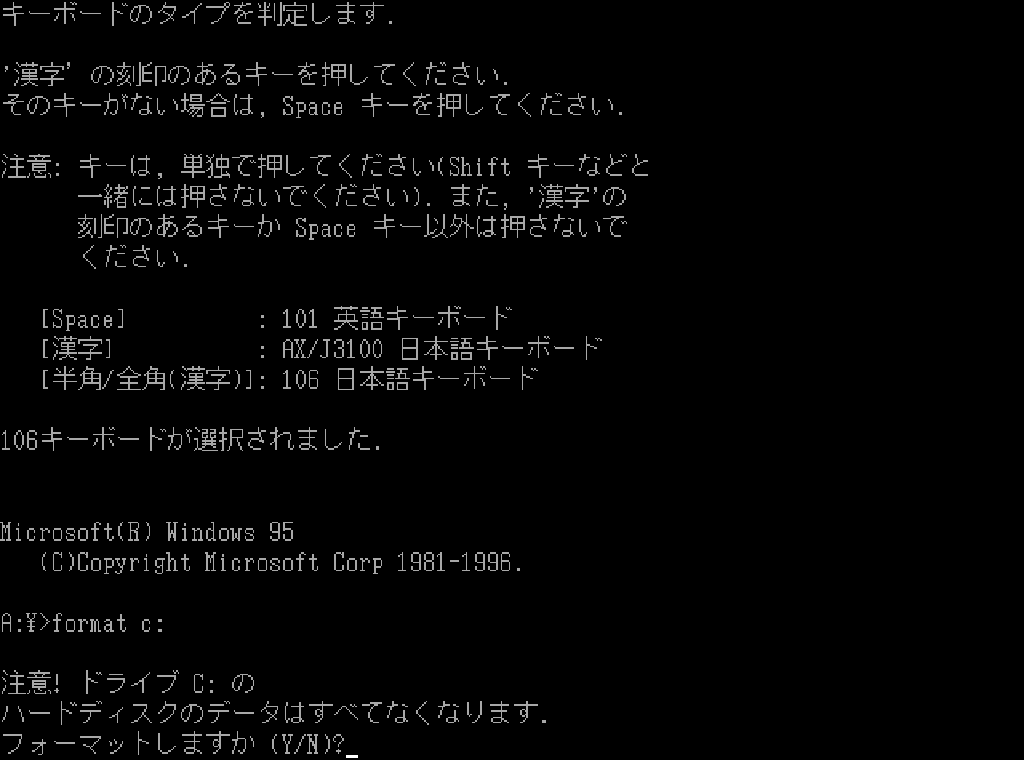 キーボードのタイプを判定します.
'漢字' の刻印のあるキーを押してください.
そのキーがない場合は, Space キーを押してください.
注意: キーは, 単独で押してください(Shift キーなどと
一緒には押さないでください). また, '漢字'の
刻印のあるキーか Space キー以外は押さないで
ください.
[Space] : 101 英語キーボード
[漢字] : AX/J3100 日本語キーボード
[半角/全角(漢字)]: 106 日本語キーボード
106キーボードが選択されました.
Microsoft(R) Windows 95
(C)Copyright Microsoft Corp 1981-1996.
A:¥>format c:
注意! ドライブ C: の
ハードディスクのデータはすべてなくなります.
フォーマットしますか (Y/N)?